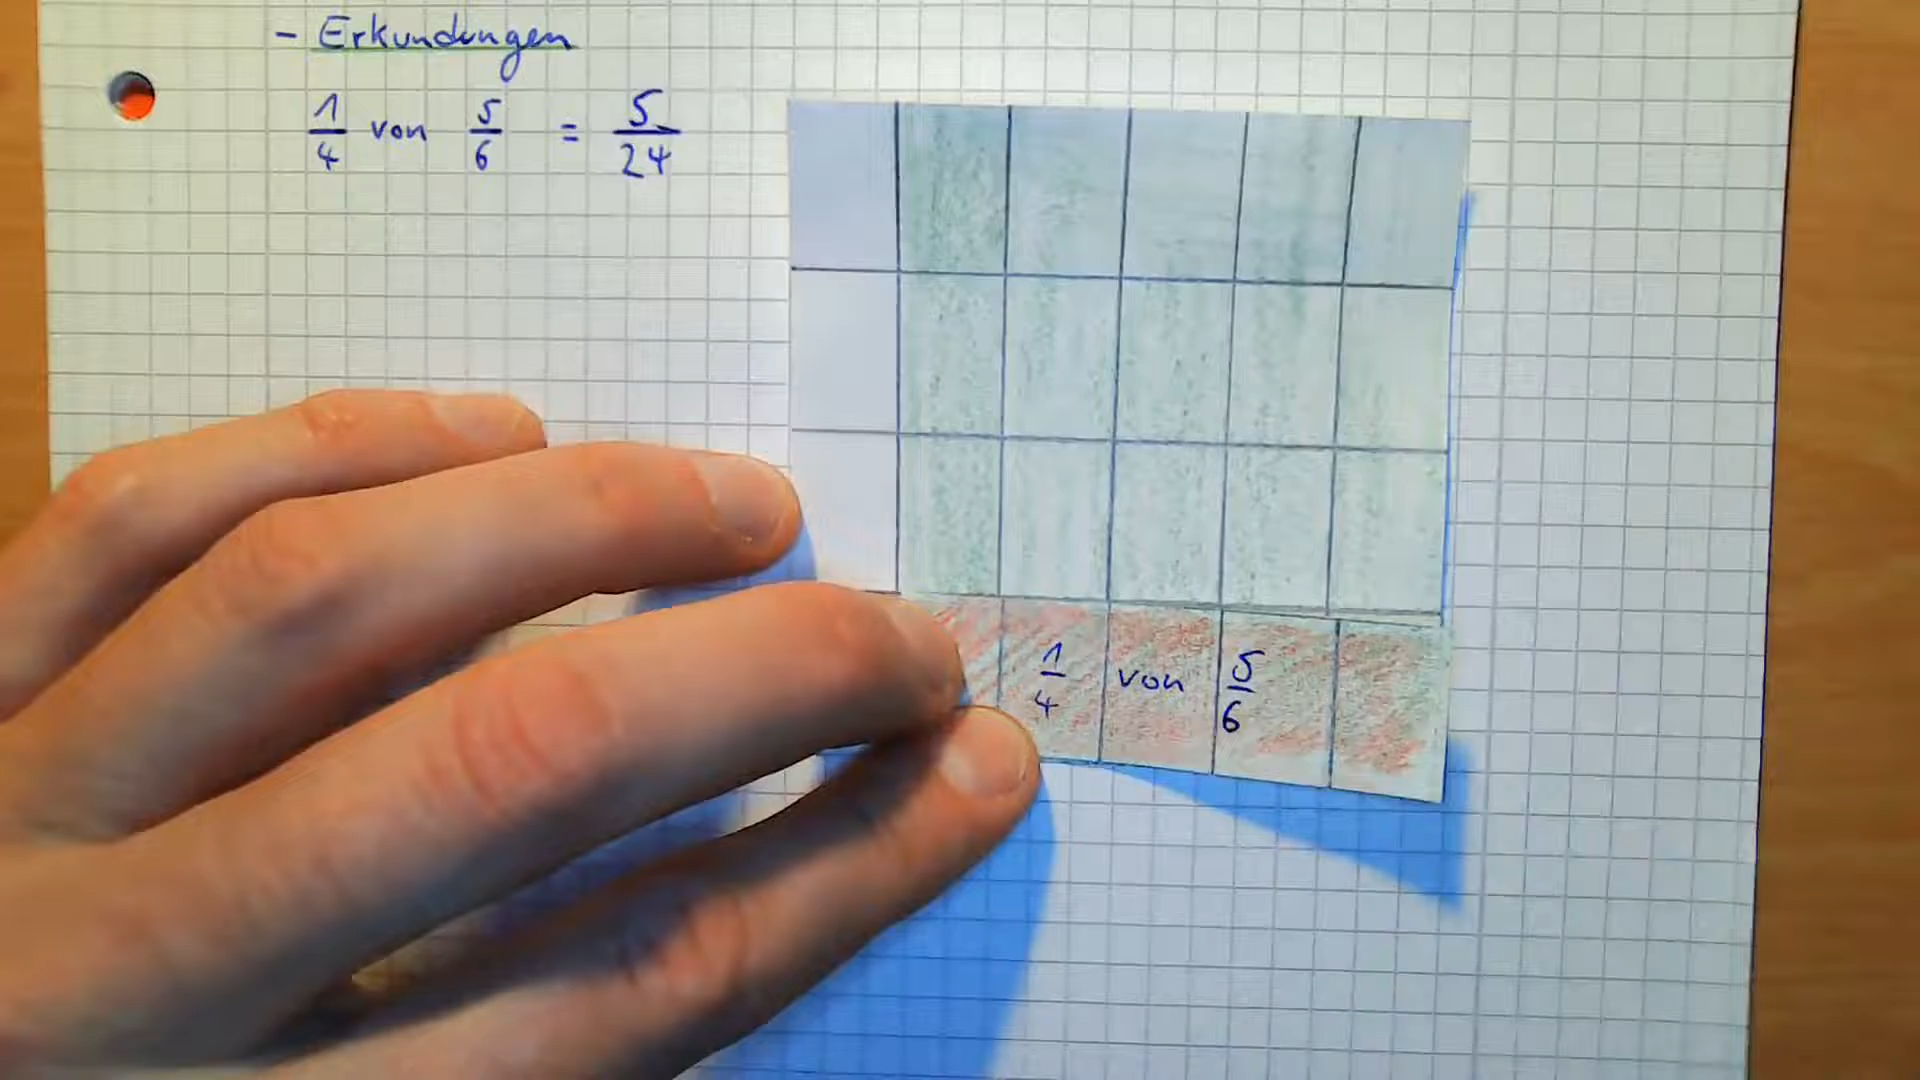 - Erkundungen
1/4 von 5/6 = 5/24
1/4 von 5/6